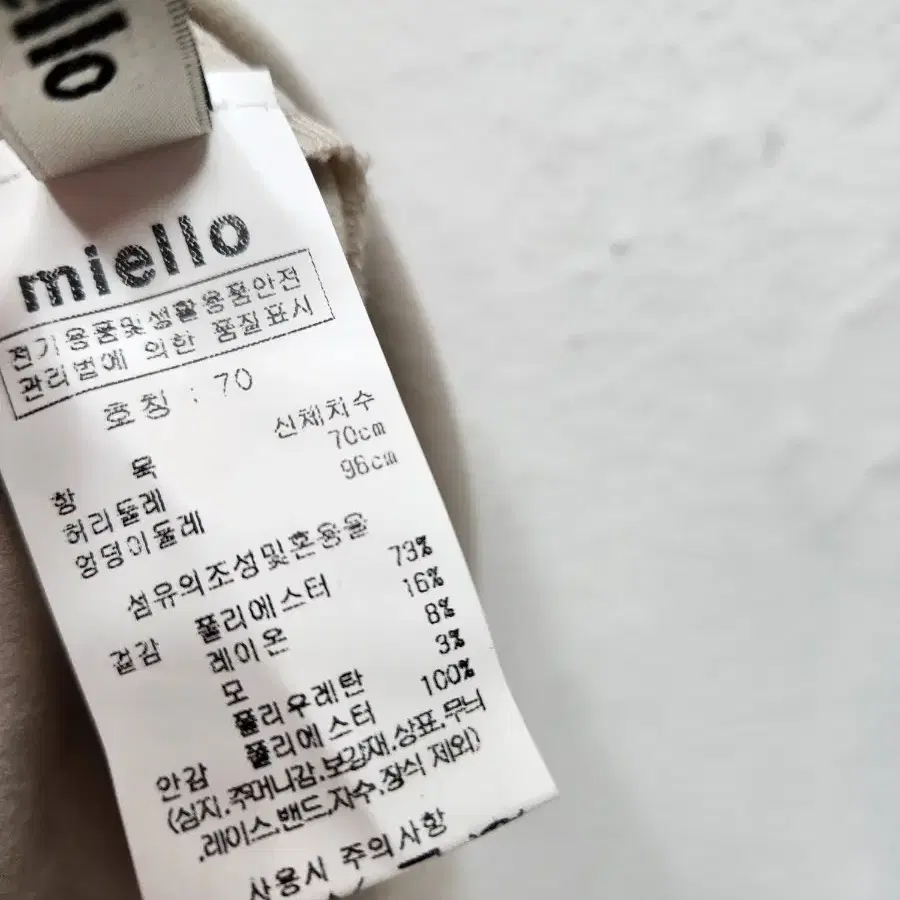 ello
miello
전기용품및생활용품안전
관리법에 의한 품질표시
호칭 : 70
항 목 신체치수
허리둘레 70cm
엉덩이둘레 96cm
섬유의조성및혼용율
겉감 폴리에스터 73%
레이온 16%
모 8%
폴리우레탄 3%
안감 폴리에스터 100%
(심지,주머니감,보강재,상표,무늬
,레이스,밴드,자수,장식 제외)
사용시 주의사항